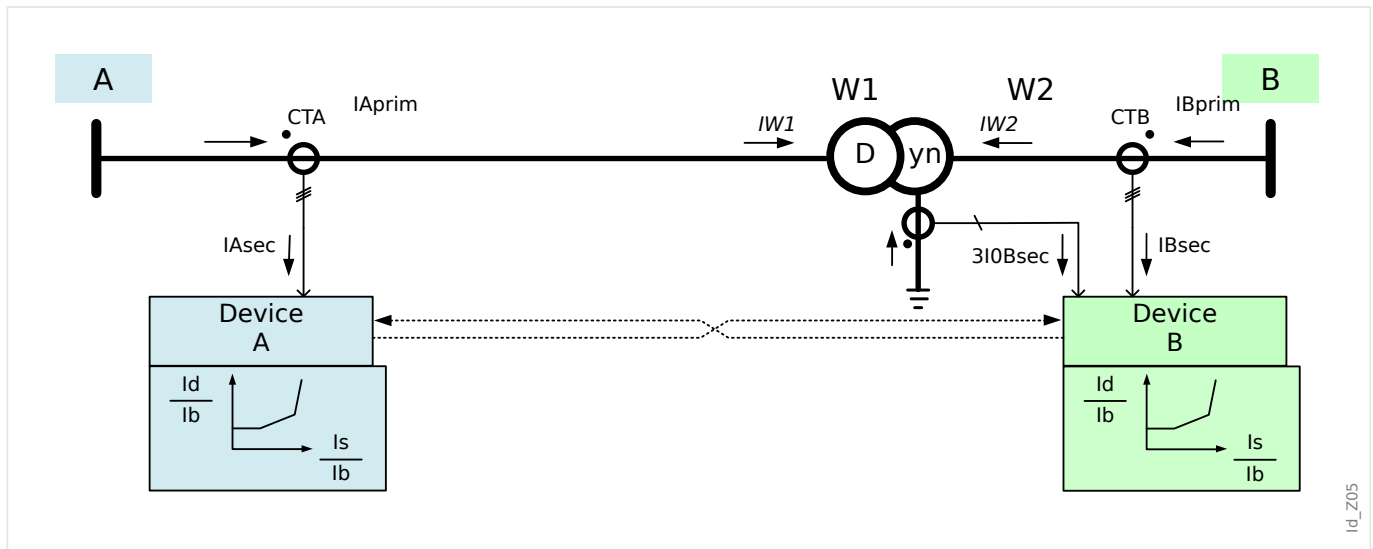 A
B
W1
W2
CTA
IAprim
IW1
IW2
CTB
IBprim
D
yn
IAsec
3I0Bsec
IBsec
Device
A
Device
B
Id
Ib
Is
Ib
Id
Ib
Is
Ib
Id_Z05